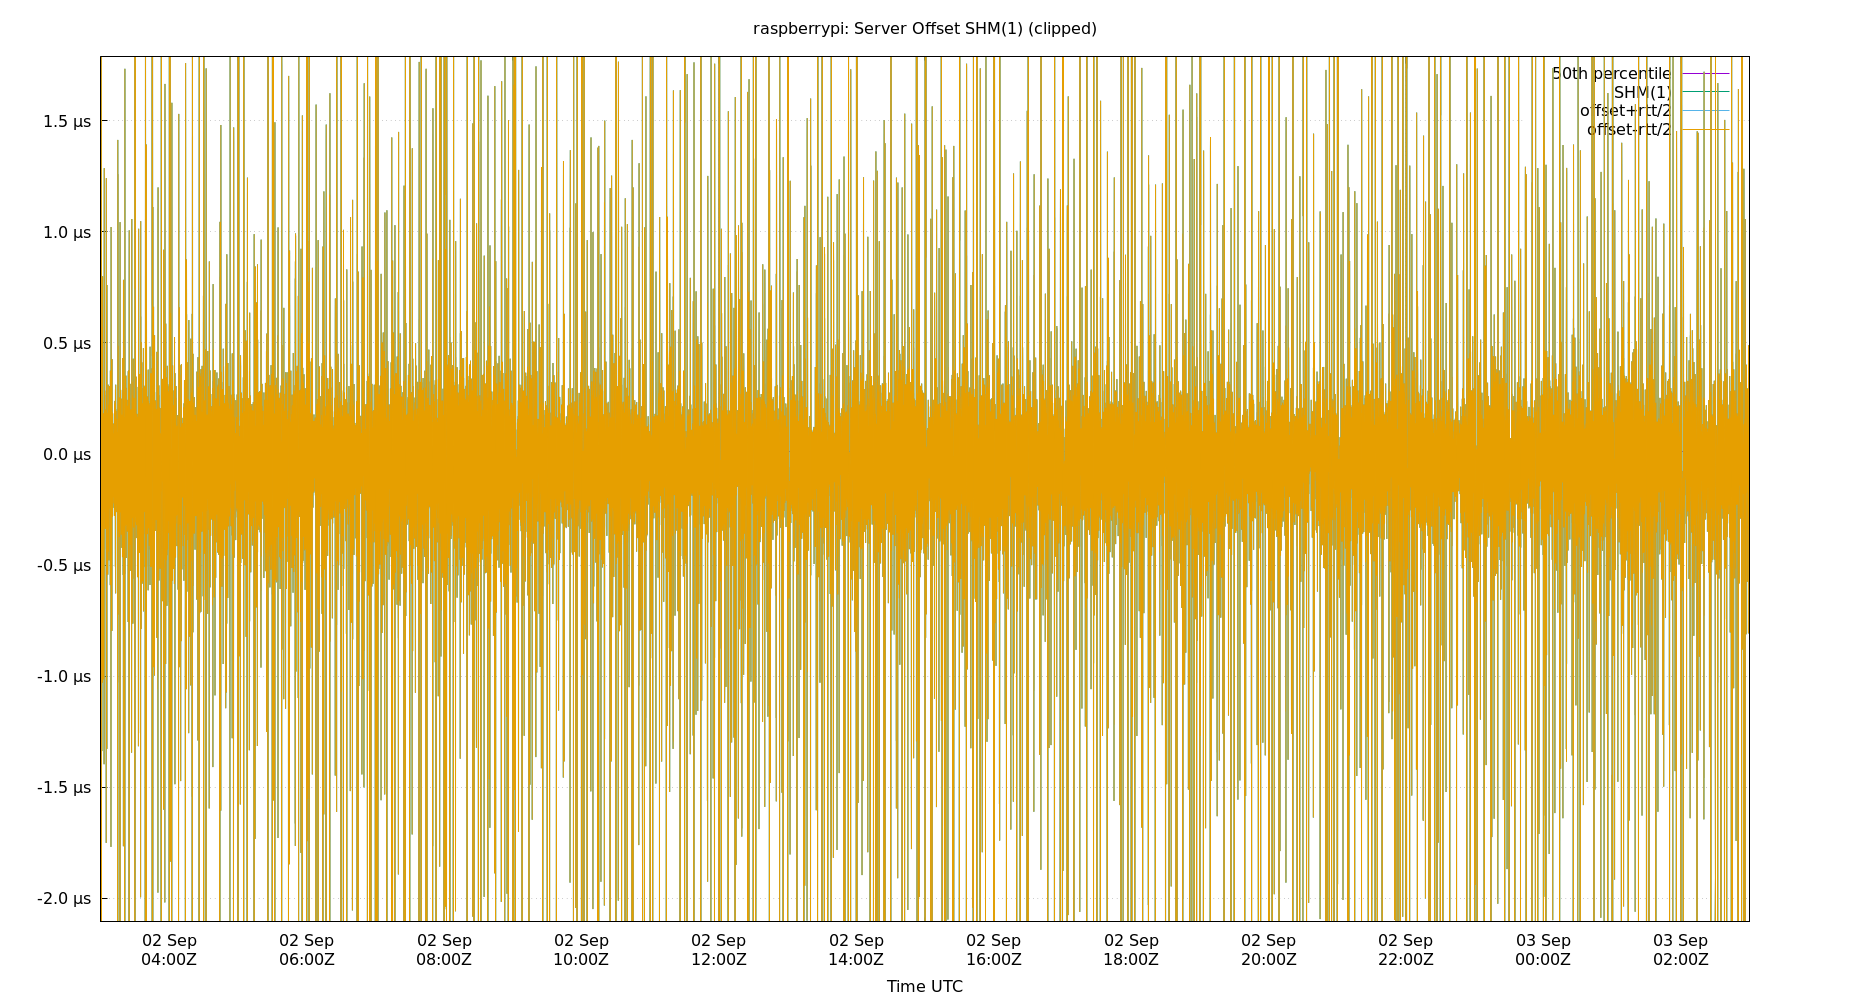 raspberrypi: Server Offset SHM(1) (clipped)
50th percentile
SHM(1)
offset+rtt/2
offset-rtt/2
1.5 µs
1.0 µs
0.5 µs
0.0 µs
-0.5 µs
-1.0 µs
-1.5 µs
-2.0 µs
02 Sep 02 Sep 02 Sep 02 Sep 02 Sep 02 Sep 02 Sep 02 Sep 02 Sep 02 Sep 03 Sep 03 Sep
04:00Z 06:00Z 08:00Z 10:00Z 12:00Z 14:00Z 16:00Z 18:00Z 20:00Z 22:00Z 00:00Z 02:00Z
Time UTC